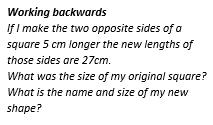 Working backwards
If I make the two opposite sides of a
square 5 cm longer the new lengths of
those sides are 27cm.
What was the size of my original square?
What is the name and size of my new
shape?